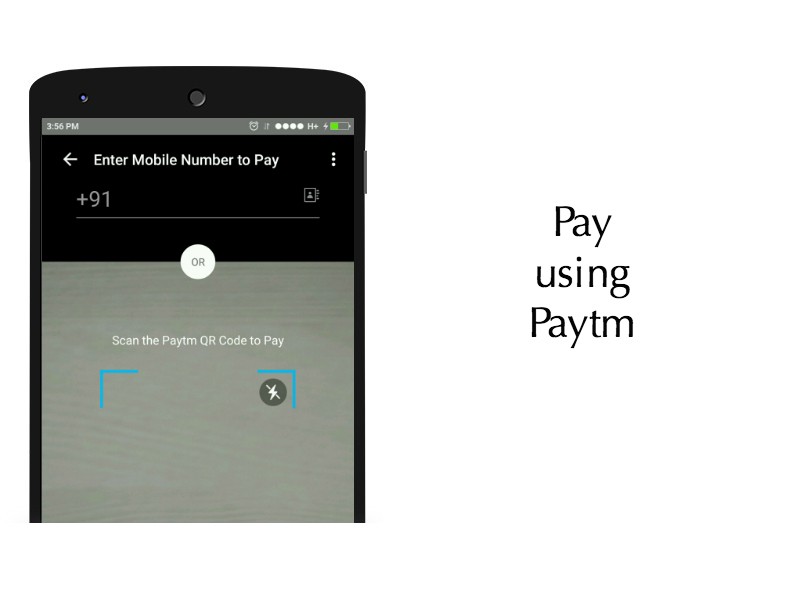 3:56 PM
H+
Enter Mobile Number to Pay
+91
OR
Scan the Paytm QR Code to Pay
Pay
using
Paytm